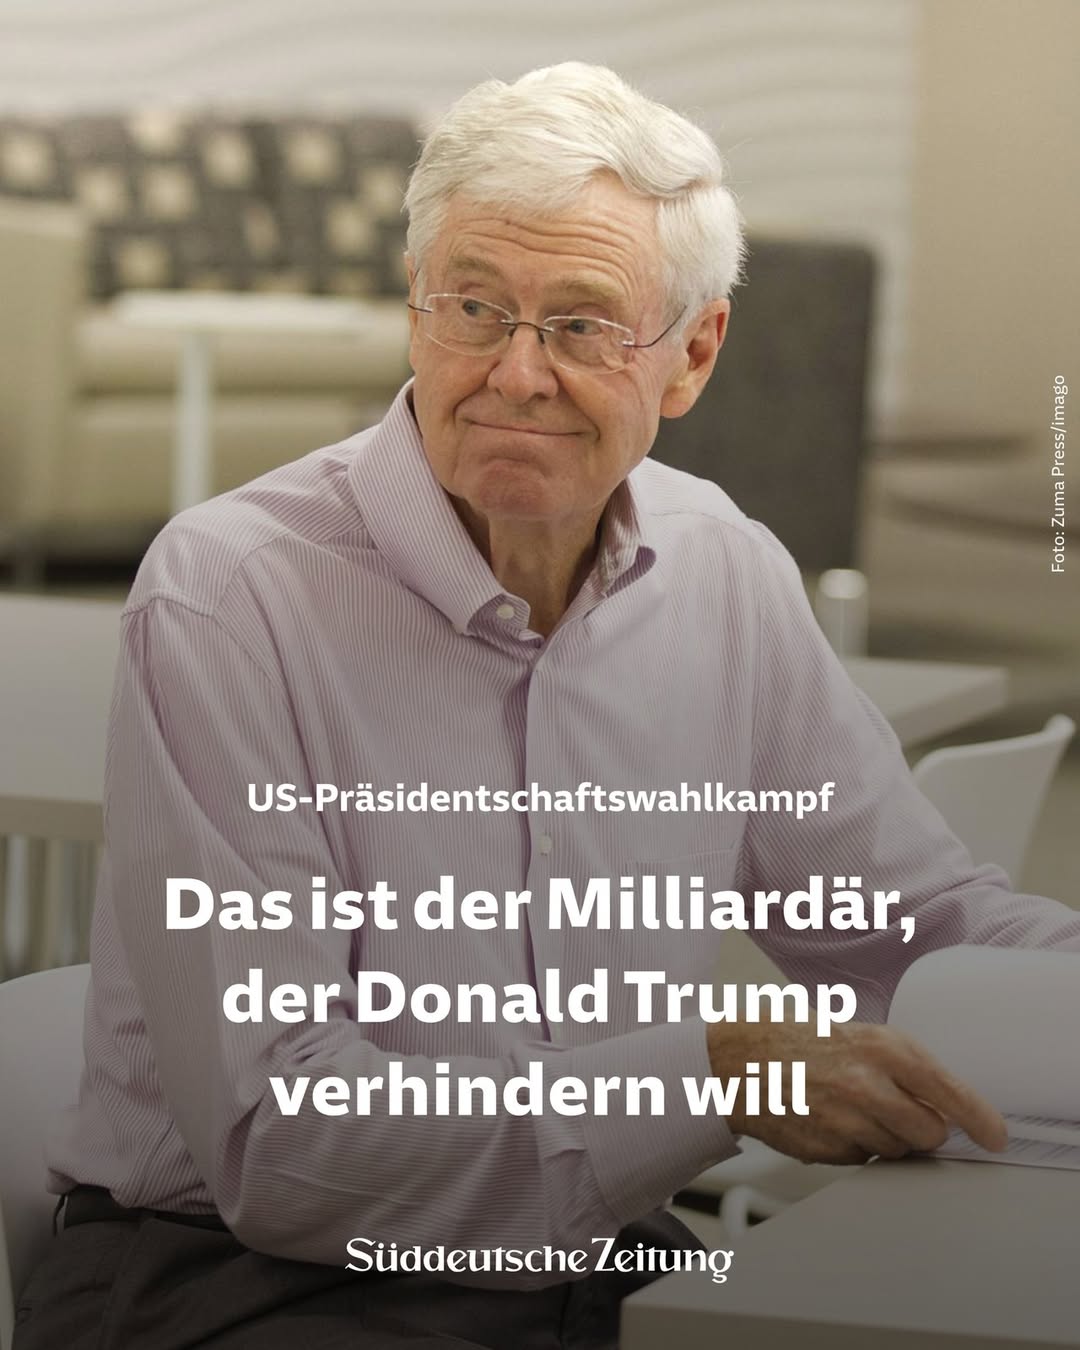 Foto: Zuma Press/imago
US-Präsidentschaftswahlkampf
Das ist der Milliardär,
der Donald Trump
verhindern will
Süddeutsche Zeitung